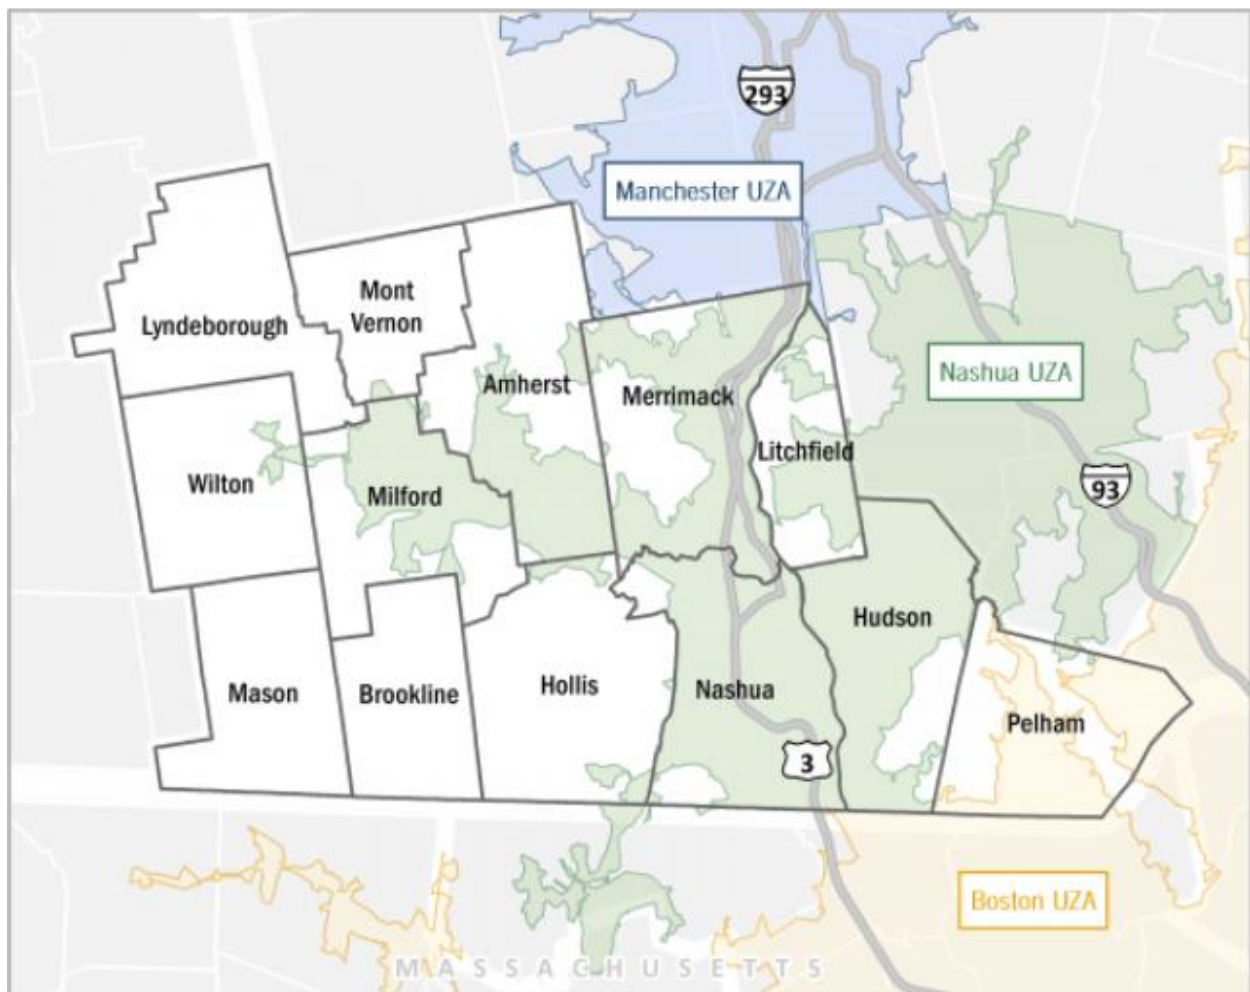 293
Manchester UZA
Mont
Vernon
Lyndeborough
Nashua UZA
Amherst
Merrimack
Litchfield
Wilton
Milford
93
Hudson
Mason
Brookline
Hollis
Nashua
Pelham
3
Boston UZA
MASSACHUSETTS